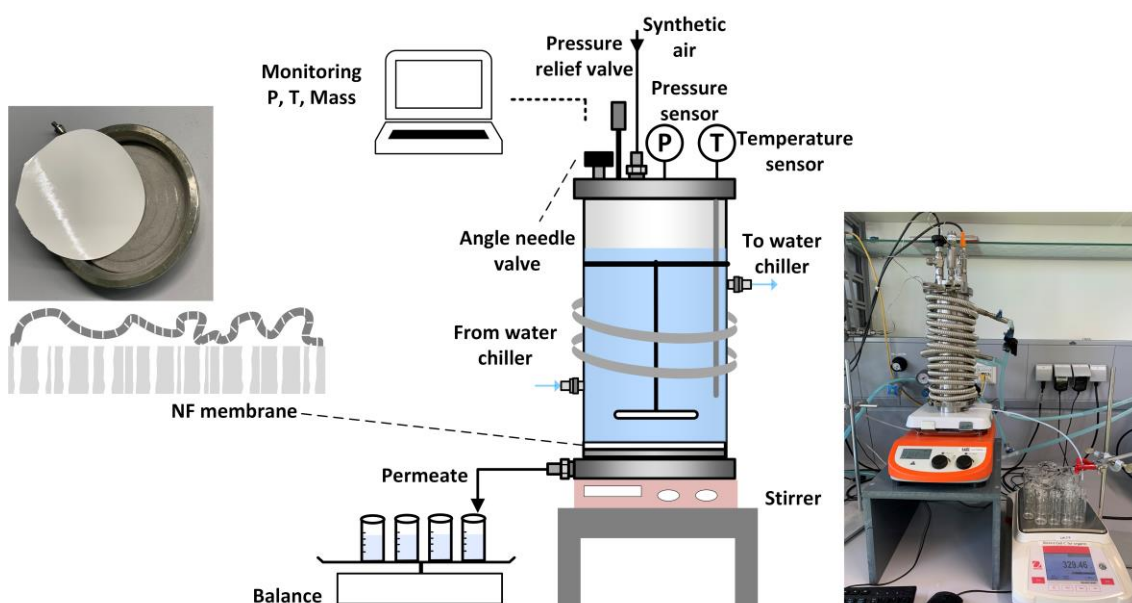 Synthetic
air
Pressure
relief valve
Monitoring
P, T, Mass
Pressure
sensor
P
T
Temperature
sensor
Angle needle
valve
To water
chiller
From water
chiller
NF membrane
Permeate
Stirrer
Balance
329.46